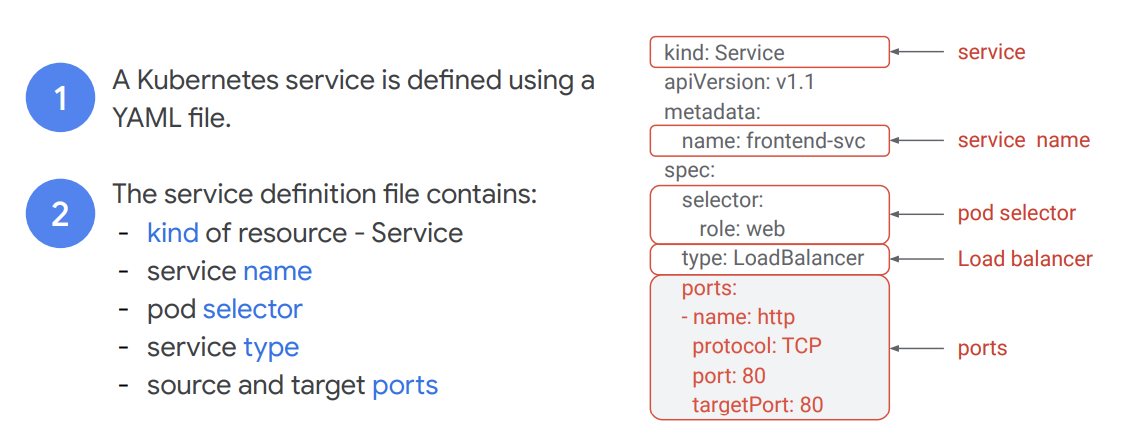 1
A Kubernetes service is defined using a
YAML file.
2
The service definition file contains:
- kind of resource - Service
- service name
- pod selector
- service type
- source and target ports
kind: Service
apiVersion: v1.1
metadata:
name: frontend-svc
spec:
selector:
role: web
type: LoadBalancer
ports:
- name: http
protocol: TCP
port: 80
targetPort: 80
service
service name
pod selector
Load balancer
ports